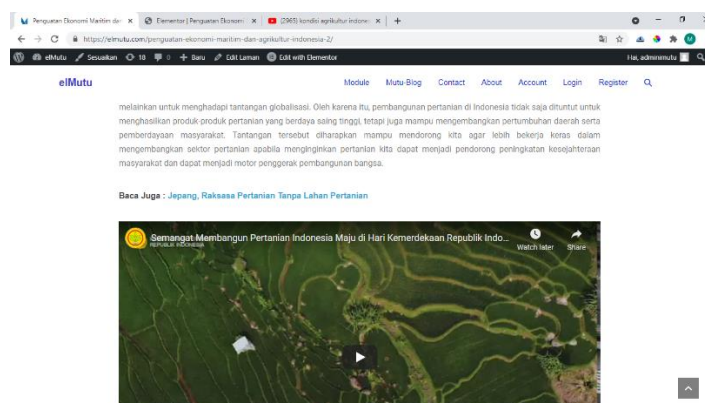 Penguatan Ekonomi Maritim da
Elementor | Penguatan Ekonomi
(2965) kondisi agrikultur indones
https://elmutu.com/penguatan-ekonomi-maritim-dan-agrikultur-indonesia-2/
elMutu Sesuaikan 18 0 + Baru Edit Laman Edit with Elementor Hai, adminmutu
elMutu Module Mutu-Blog Contact About Account Login Register
melainkan untuk menghadapi tantangan globalisasi. Oleh karena itu, pembangunan pertanian di Indonesia tidak saja dituntut untuk
menghasilkan produk-produk pertanian yang berdaya saing tinggi, tetapi juga mampu mengembangkan pertumbuhan daerah serta
pemberdayaan masyarakat. Tantangan tersebut diharapkan mampu mendorong kita agar lebih bekerja keras dalam
mengembangkan sektor pertanian apabila menginginkan pertanian kita dapat menjadi pendorong peningkatan kesejahteraan
masyarakat dan dapat menjadi motor penggerak pembangunan bangsa.
Baca Juga : Jepang, Raksasa Pertanian Tanpa Lahan Pertanian
Semangat Membangun Pertanian Indonesia Maju di Hari Kemerdekaan Republik Indo...
REPUBLIK INDONESIA
Watch later Share